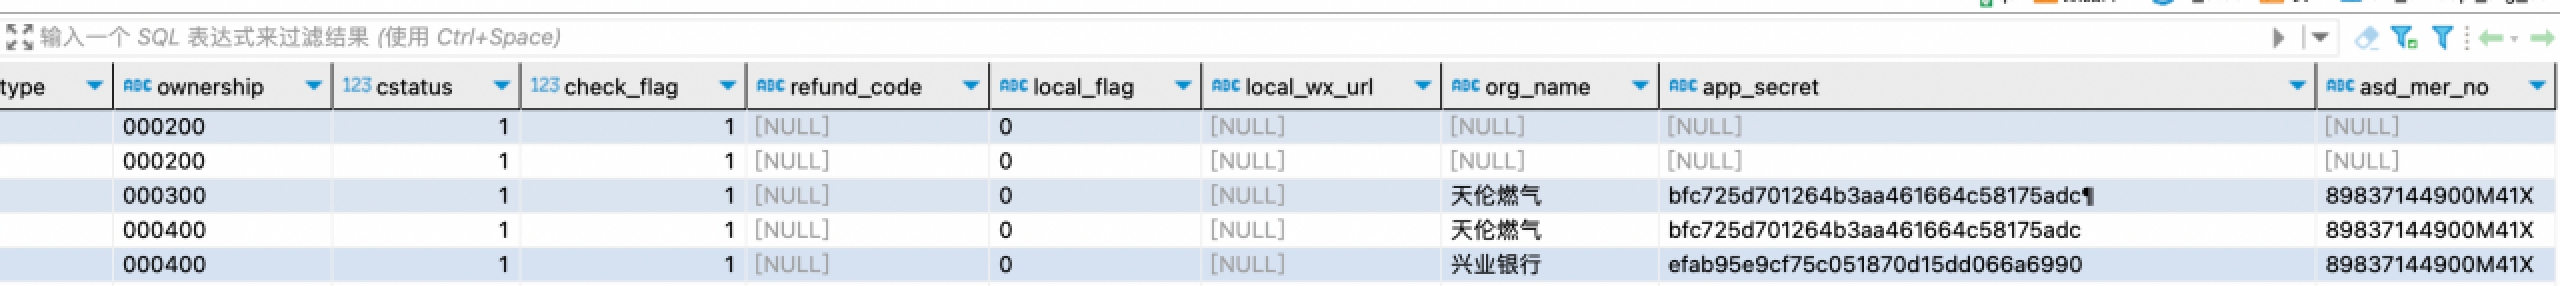 输入一个 SQL 表达式来过滤结果 (使用 Ctrl+Space)
type ABC ownership 123 cstatus 123 check_flag ABC refund_code ABC local_flag ABC local_wx_url ABC org_name ABC app_secret ABC asd_mer_no
000200 1 1 [NULL] 0 [NULL] [NULL] [NULL] [NULL]
000200 1 1 [NULL] 0 [NULL] [NULL] [NULL] [NULL]
000300 1 1 [NULL] 0 [NULL] 天伦燃气 bfc725d701264b3aa461664c58175adc¶ 89837144900M41X
000400 1 1 [NULL] 0 [NULL] 天伦燃气 bfc725d701264b3aa461664c58175adc 89837144900M41X
000400 1 1 [NULL] 0 [NULL] 兴业银行 efab95e9cf75c051870d15dd066a6990 89837144900M41X